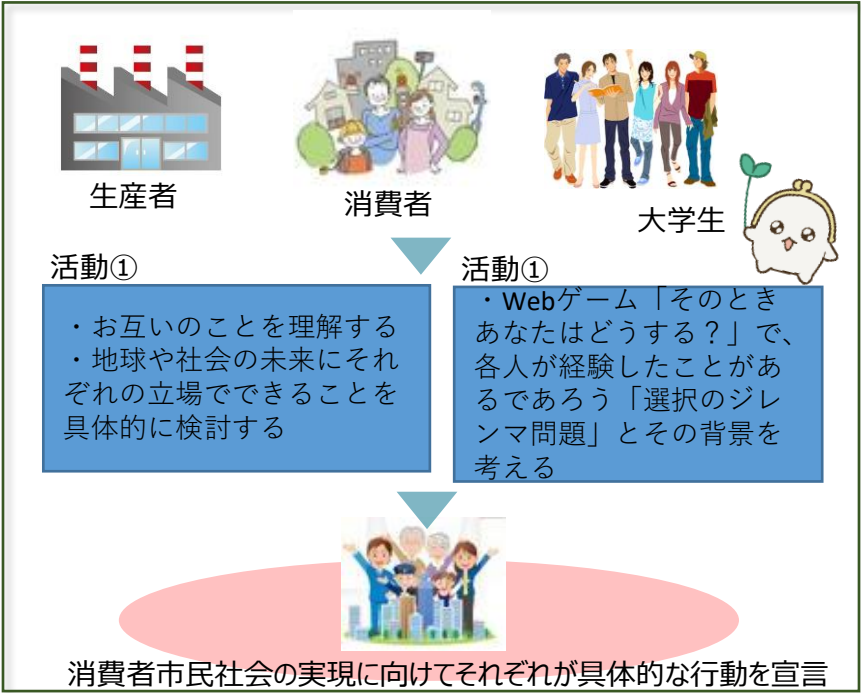 生産者
消費者
大学生
活動①
・お互いのことを理解する
・地球や社会の未来にそれ
ぞれの立場でできることを
具体的に検討する
活動①
・Webゲーム「そのとき
あなたはどうする？」で、
各人が経験したことがあ
るであろう「選択のジレ
ンマ問題」とその背景を
考える
消費者市民社会の実現に向けてそれぞれが具体的な行動を宣言